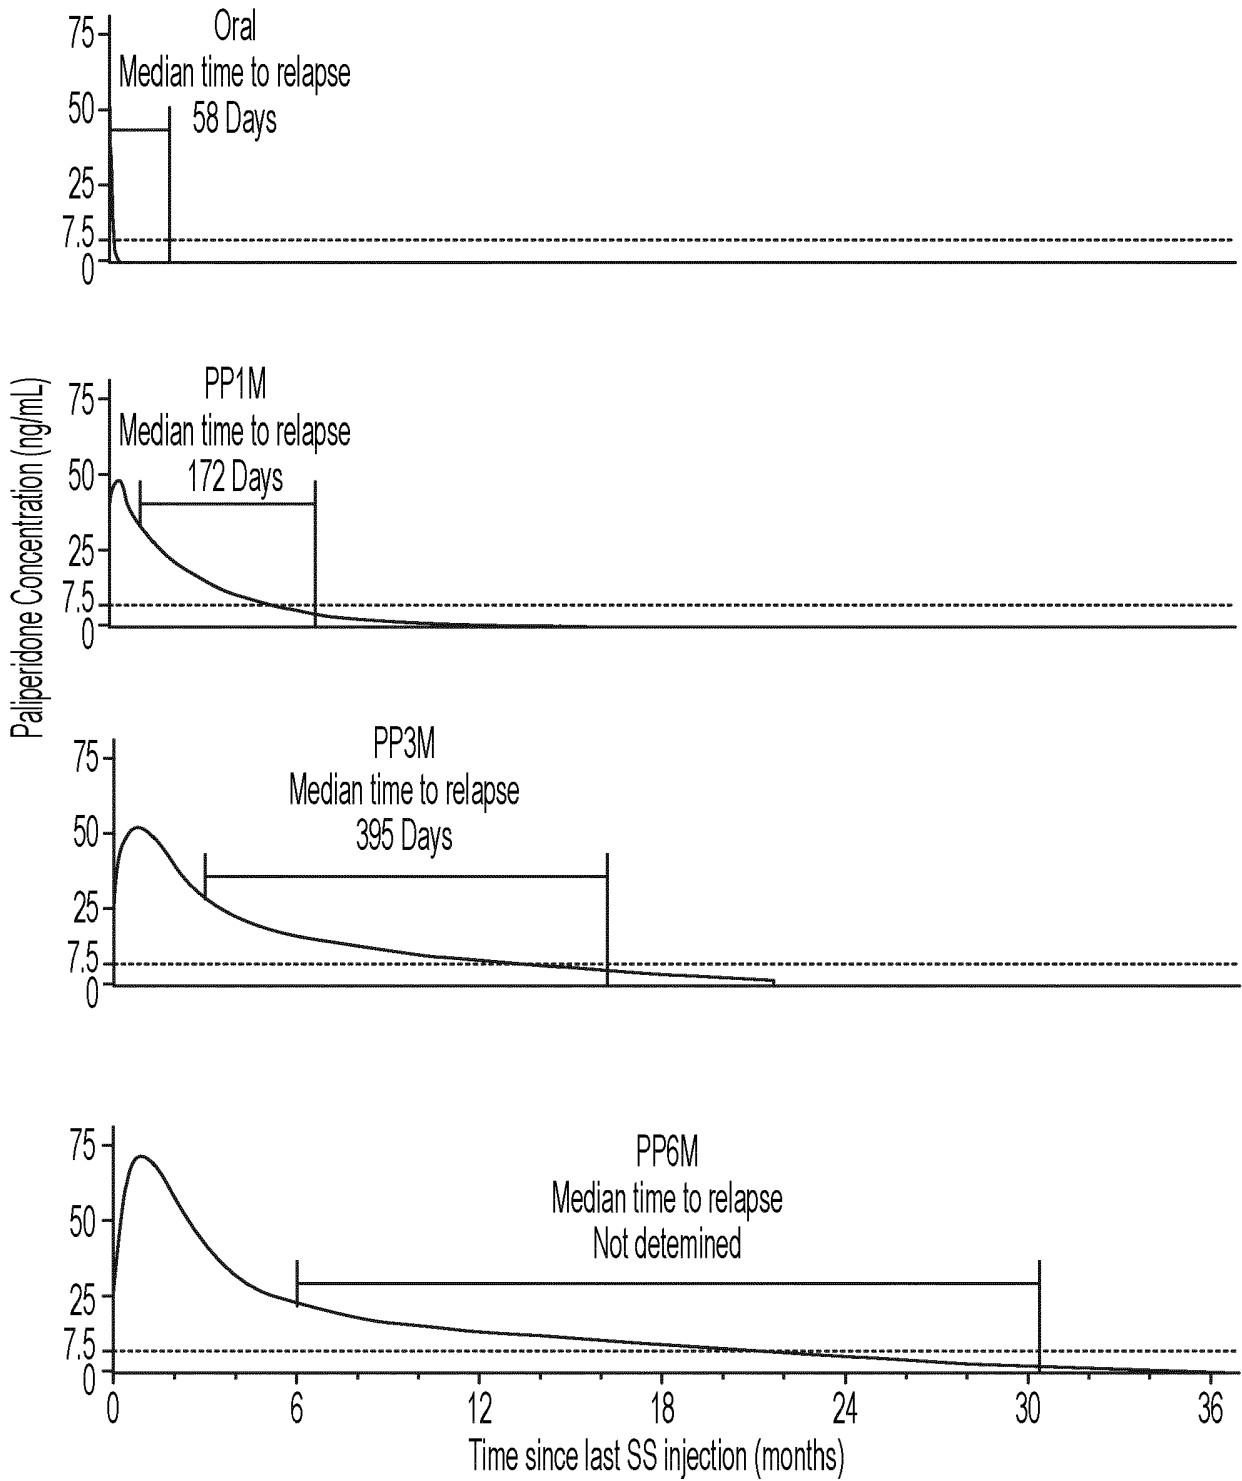 Paliperidone Concentration (ng/mL)
75
50
25
7.5
0
Oral
Median time to relapse
58 Days
75
50
25
7.5
0
PP1M
Median time to relapse
172 Days
75
50
25
7.5
0
PP3M
Median time to relapse
395 Days
75
50
25
7.5
0
PP6M
Median time to relapse
Not detemined
0 6 12 18 24 30 36
Time since last SS injection (months)